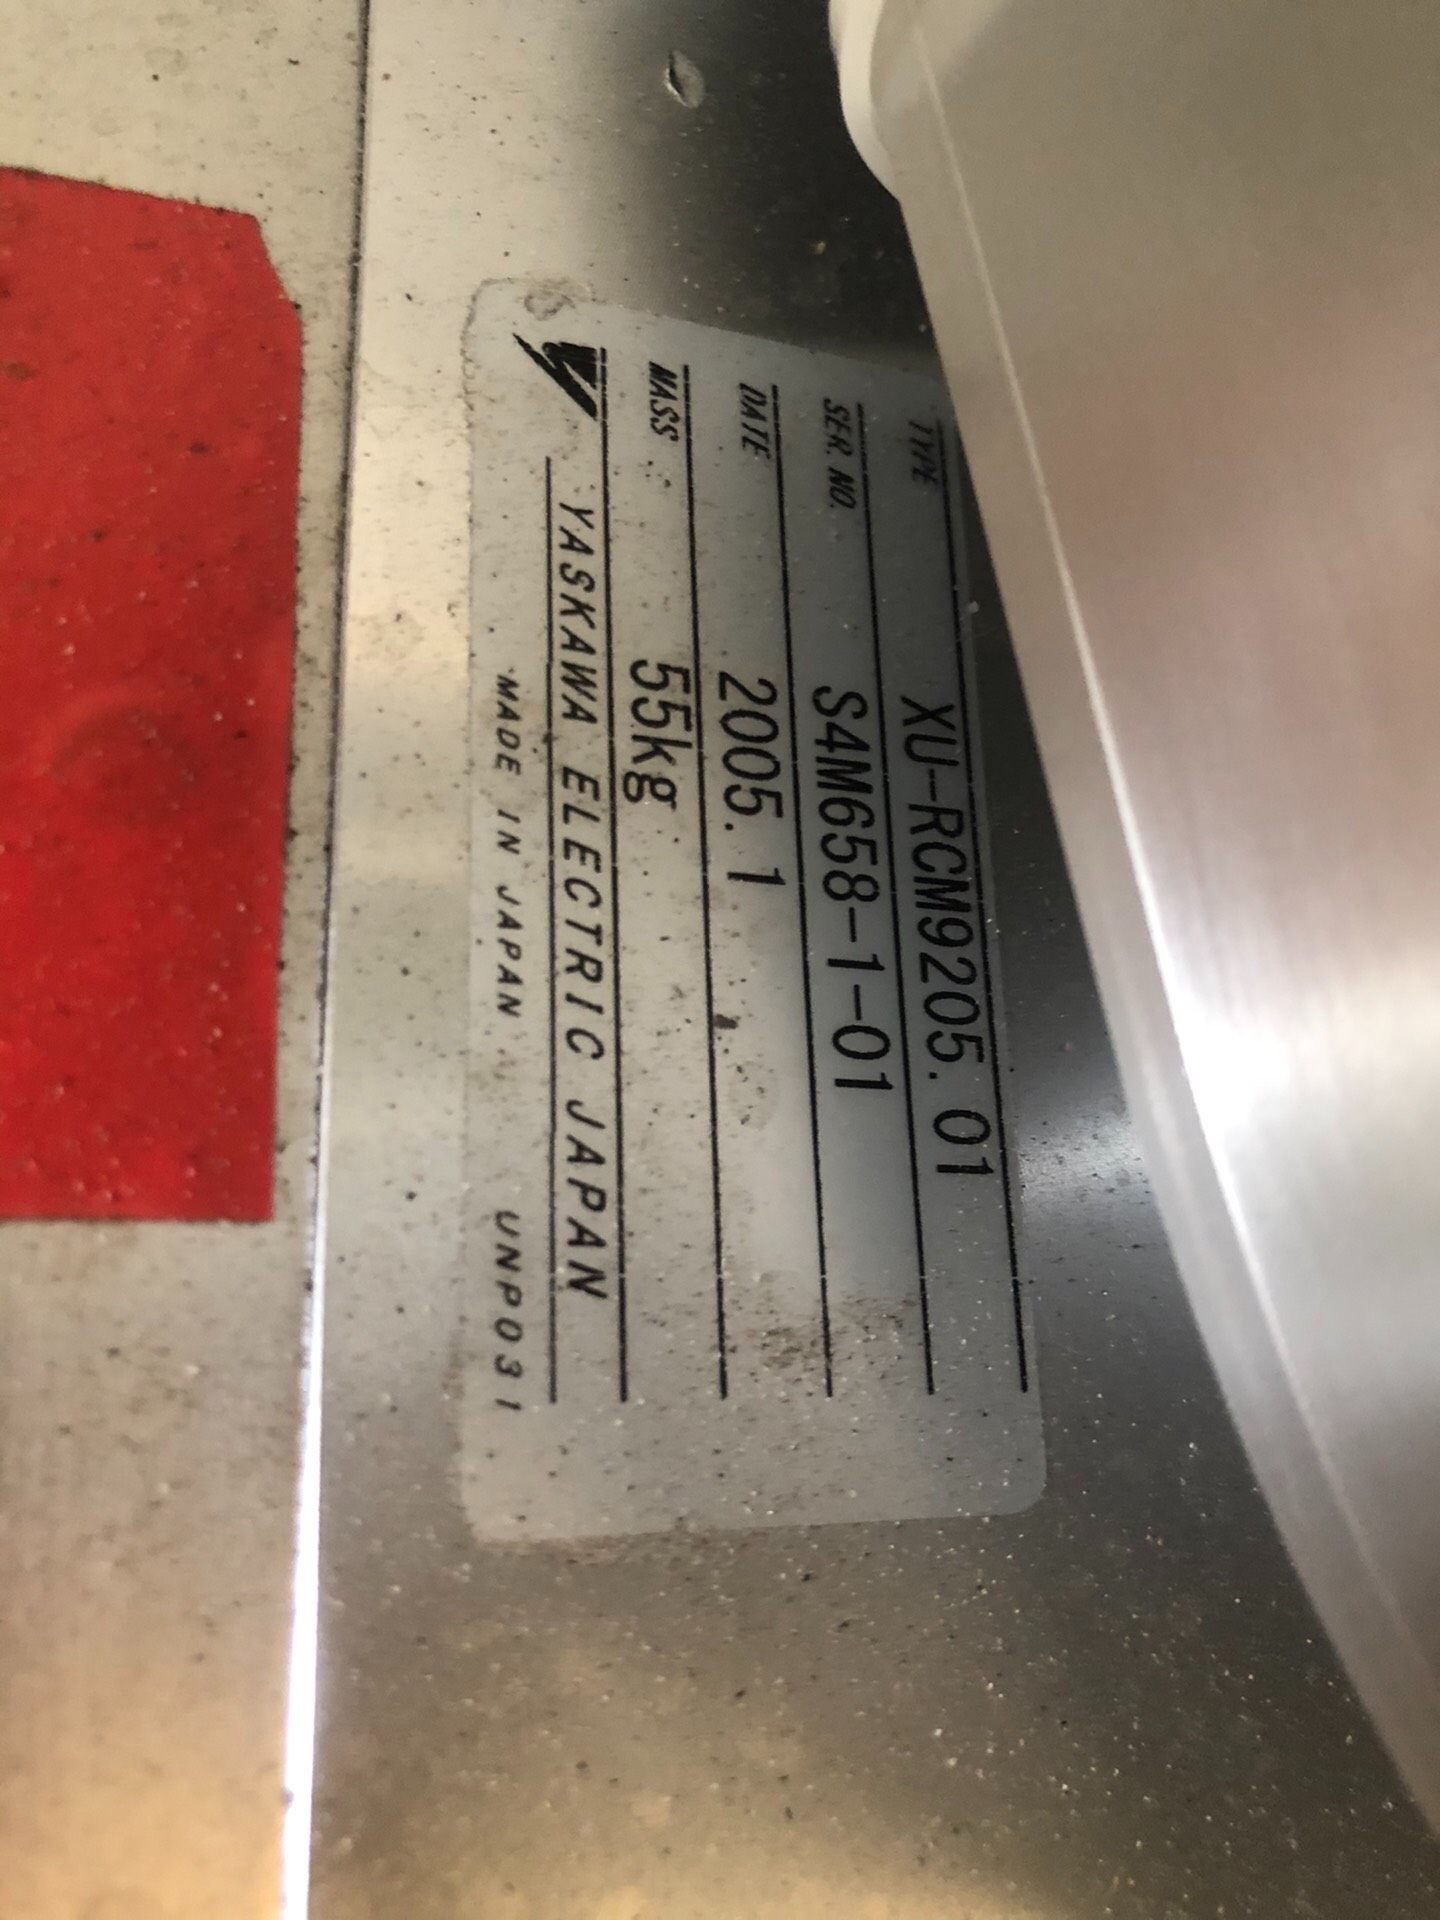 TYPE XU-RCM9205.01
SER. NO. S4M658-1-01
DATE 2005.1
MASS 55kg
YASKAWA ELECTRIC JAPAN
MADE IN JAPAN UNP031